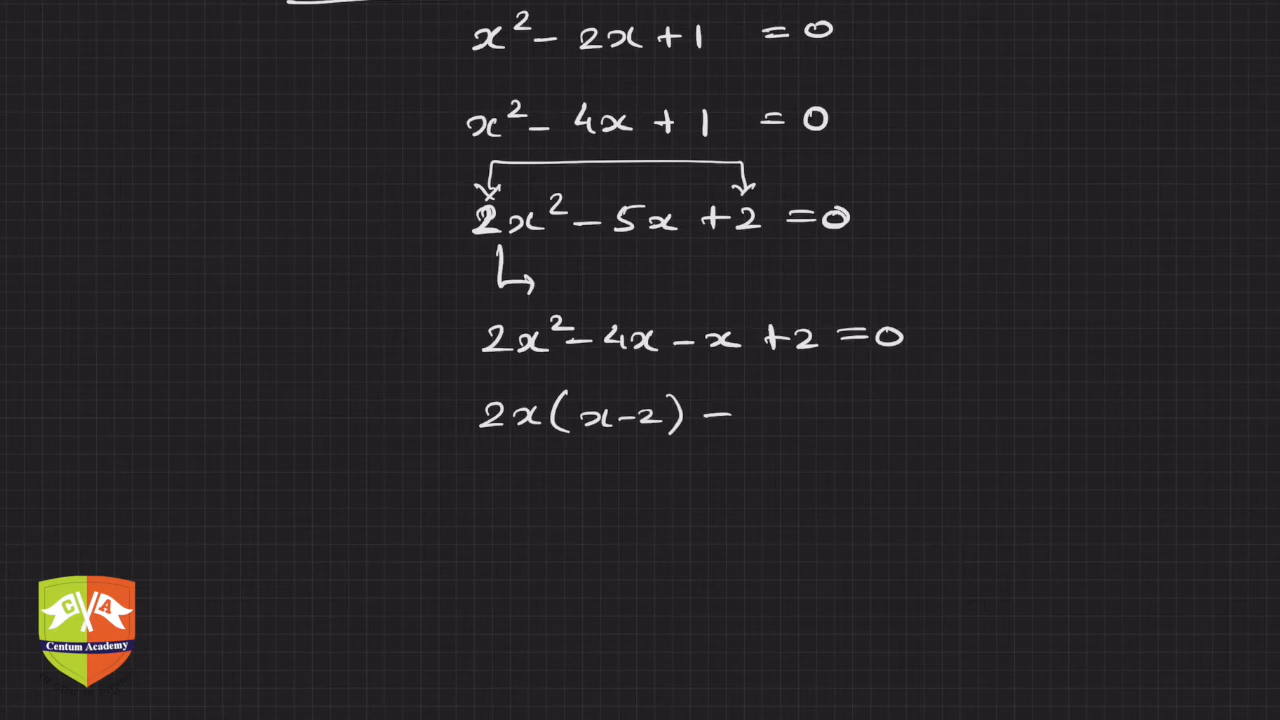 x² - 2x + 1 = 0
x² - 4x + 1 = 0
2x² - 5x + 2 = 0
2x² - 4x - x + 2 = 0
2x(x-2) -
C A
Centum Academy